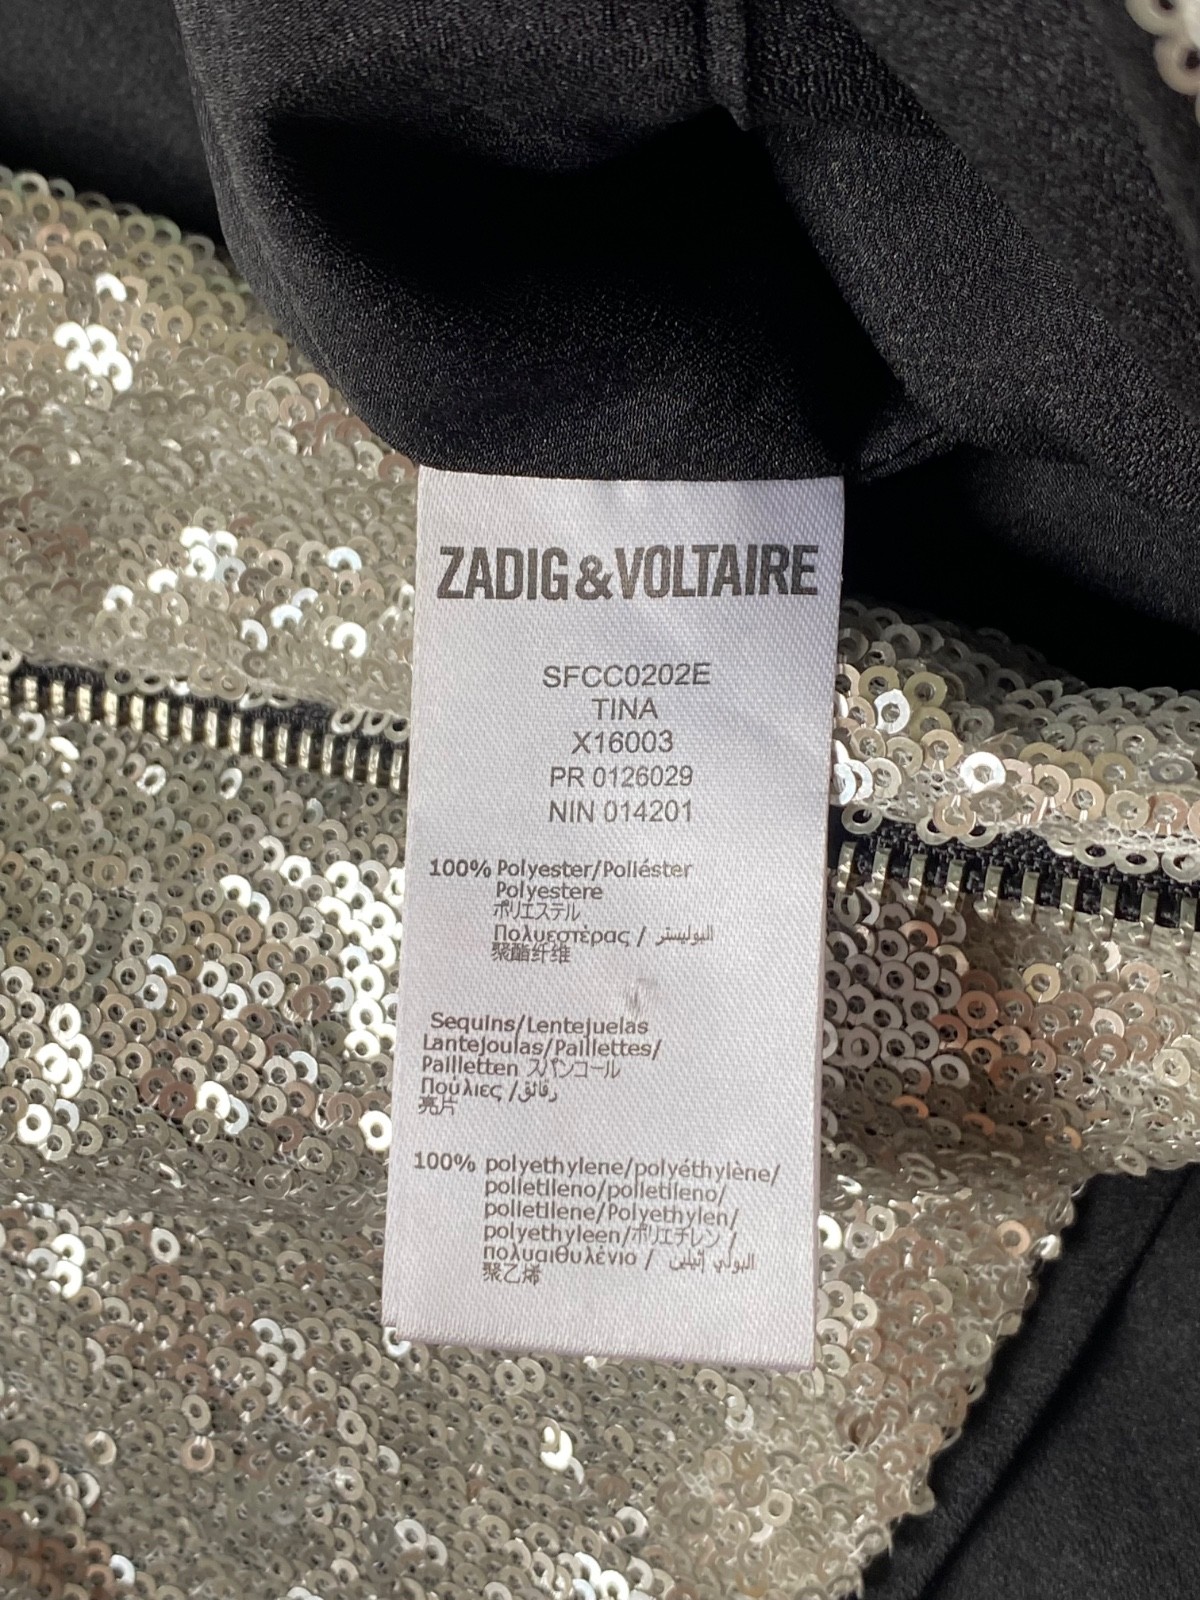 ZADIG&VOLTAIRE
SFCC0202E
TINA
X16003
PR 0126029
NIN 014201
100% Polyester/Poliéster
Polyestere
ポリエステル
Πολυεστέρας / البوليستر
聚酯纤维
Sequins/Lentejuelas
Lantejoulas/Paillettes/
Pailletten スパンコール
Πούλιες /رقائق
亮片
100% polyethylene/polyéthylène/
polietileno/polietileno/
polietilene/Polyethylen/
polyethyleen/ポリエチレン /
πολυαιθυλένιο / البولي إثيلين
聚乙烯